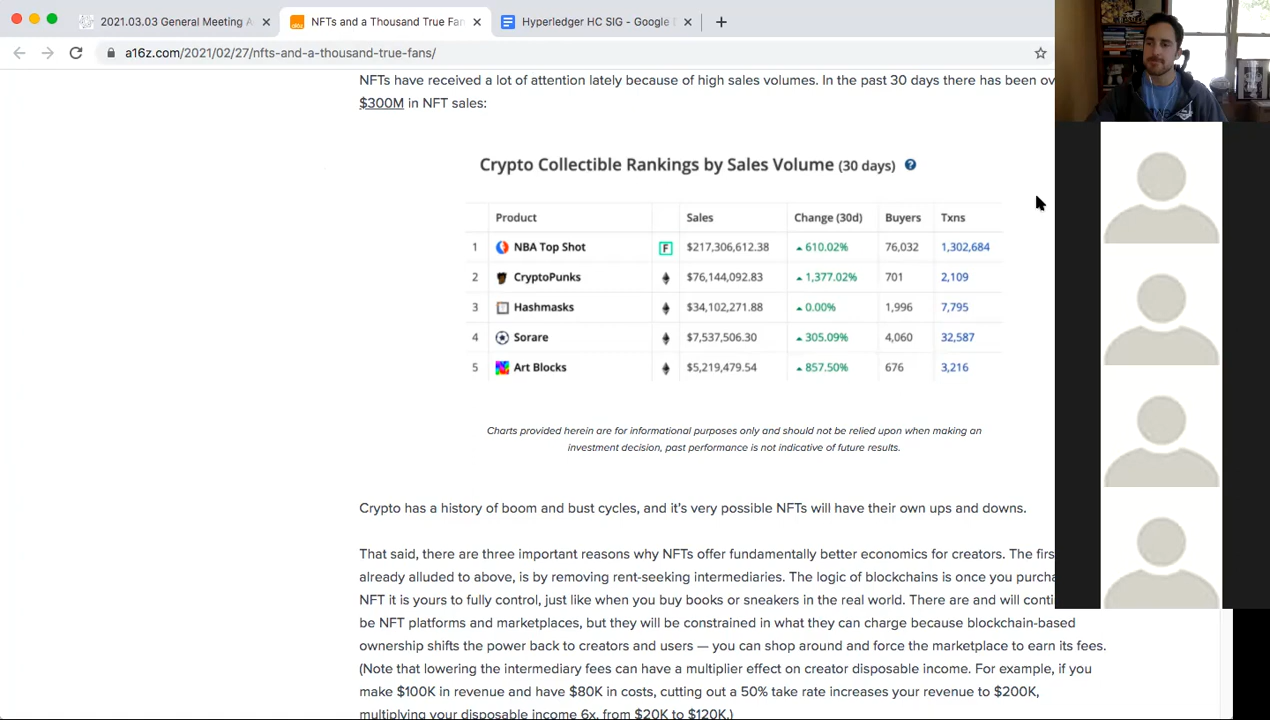 2021.03.03 General Meeting A
NFTs and a Thousand True Fan
Hyperledger HC SIG - Google
a16z.com/2021/02/27/nfts-and-a-thousand-true-fans/
NFTs have received a lot of attention lately because of high sales volumes. In the past 30 days there has been ov
$300M in NFT sales:
Crypto Collectible Rankings by Sales Volume (30 days) ?
Product Sales Change (30d) Buyers Txns
1 NBA Top Shot F $217,306,612.38 610.02% 76,032 1,302,684
2 CryptoPunks $76,144,092.83 1,377.02% 701 2,109
3 Hashmasks $34,102,271.88 0.00% 1,996 7,795
4 Sorare $7,537,506.30 305.09% 4,060 32,587
5 Art Blocks $5,219,479.54 857.50% 676 3,216
Charts provided herein are for informational purposes only and should not be relied upon when making an
investment decision, past performance is not indicative of future results.
Crypto has a history of boom and bust cycles, and it's very possible NFTs will have their own ups and downs.
That said, there are three important reasons why NFTs offer fundamentally better economics for creators. The firs
already alluded to above, is by removing rent-seeking intermediaries. The logic of blockchains is once you purcha
NFT it is yours to fully control, just like when you buy books or sneakers in the real world. There are and will conti
be NFT platforms and marketplaces, but they will be constrained in what they can charge because blockchain-based
ownership shifts the power back to creators and users — you can shop around and force the marketplace to earn its fees.
(Note that lowering the intermediary fees can have a multiplier effect on creator disposable income. For example, if you
make $100K in revenue and have $80K in costs, cutting out a 50% take rate increases your revenue to $200K,
multiplying your disposable income 6x, from $20K to $120K.)